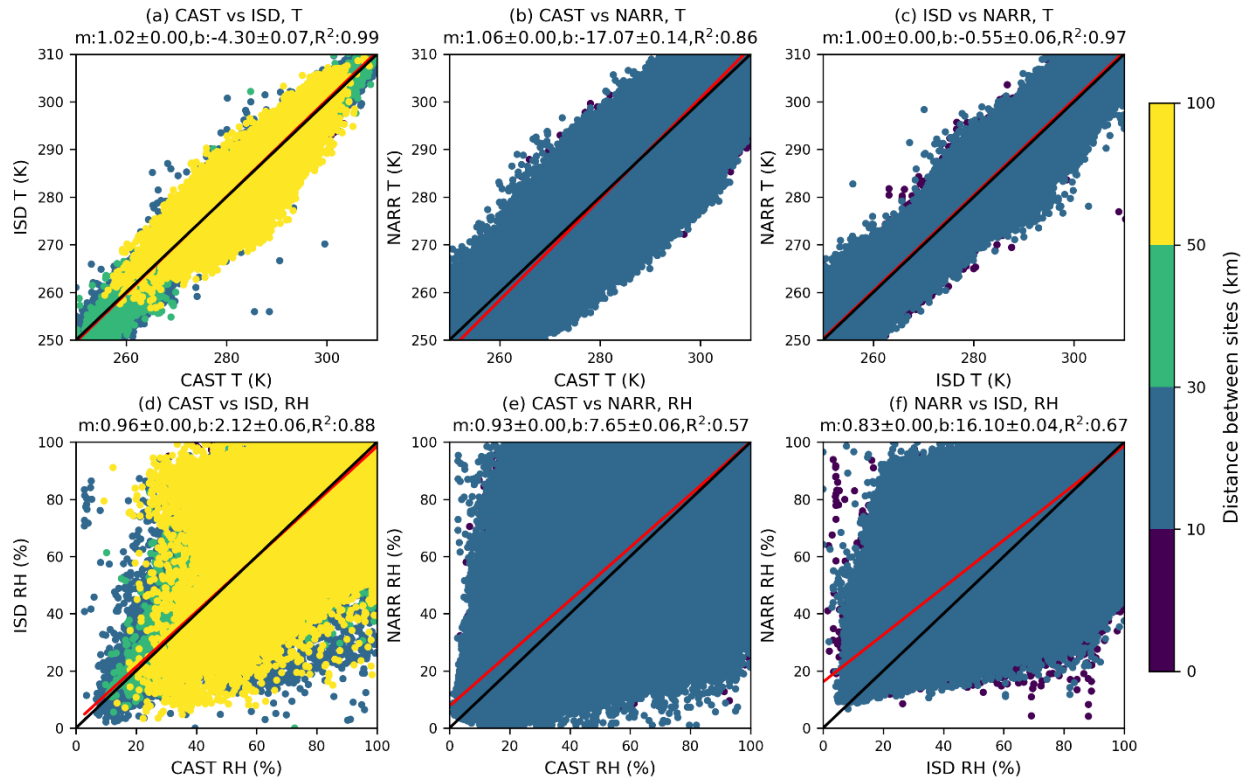 (a) CAST vs ISD, T
m:1.02±0.00,b:-4.30±0.07,R²:0.99
310
300
290
280
270
260
250
260
280
300
ISD T (K)
CAST T (K)
(b) CAST vs NARR, T
m:1.06±0.00,b:-17.07±0.14,R²:0.86
310
300
290
280
270
260
250
260
280
300
NARR T (K)
CAST T (K)
(c) ISD vs NARR, T
m:1.00±0.00,b:-0.55±0.06,R²:0.97
310
300
290
280
270
260
250
260
280
300
NARR T (K)
ISD T (K)
(d) CAST vs ISD, RH
m:0.96±0.00,b:2.12±0.06,R²:0.88
100
80
60
40
20
0
0
20
40
60
80
100
ISD RH (%)
CAST RH (%)
(e) CAST vs NARR, RH
m:0.93±0.00,b:7.65±0.06,R²:0.57
100
80
60
40
20
0
0
20
40
60
80
100
NARR RH (%)
CAST RH (%)
(f) NARR vs ISD, RH
m:0.83±0.00,b:16.10±0.04,R²:0.67
100
80
60
40
20
0
0
20
40
60
80
100
NARR RH (%)
ISD RH (%)
100
50
30
10
0
Distance between sites (km)